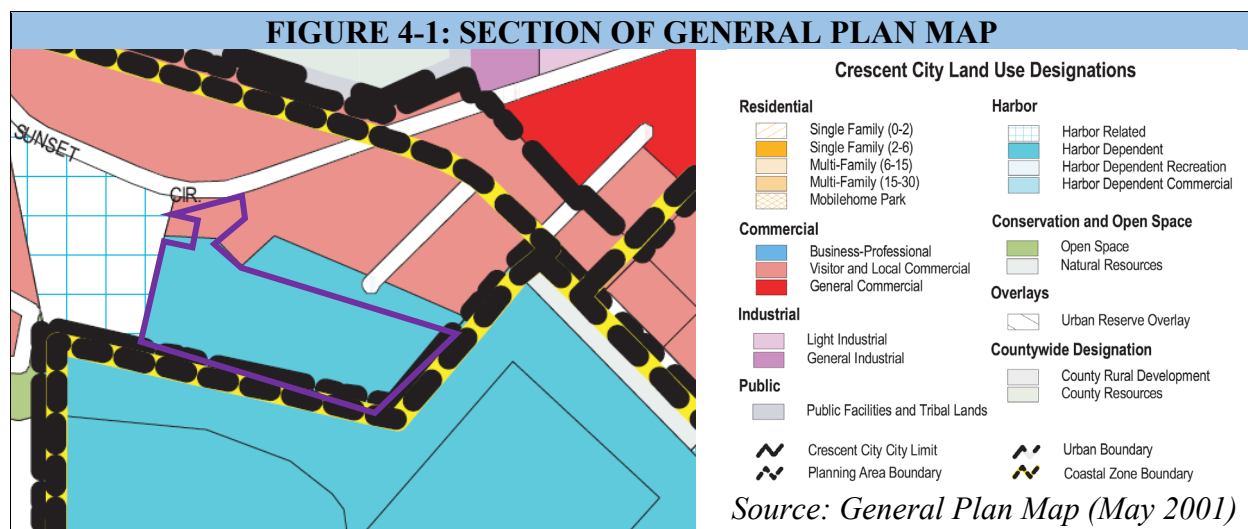 FIGURE 4-1: SECTION OF GENERAL PLAN MAP
SUNSET
CIR.
Crescent City Land Use Designations
Residential
Single Family (0-2)
Single Family (2-6)
Multi-Family (6-15)
Multi-Family (15-30)
Mobilehome Park
Commercial
Business-Professional
Visitor and Local Commercial
General Commercial
Industrial
Light Industrial
General Industrial
Public
Public Facilities and Tribal Lands
Harbor
Harbor Related
Harbor Dependent
Harbor Dependent Recreation
Harbor Dependent Commercial
Conservation and Open Space
Open Space
Natural Resources
Overlays
Urban Reserve Overlay
Countywide Designation
County Rural Development
County Resources
Crescent City City Limit
Planning Area Boundary
Urban Boundary
Coastal Zone Boundary
Source: General Plan Map (May 2001)